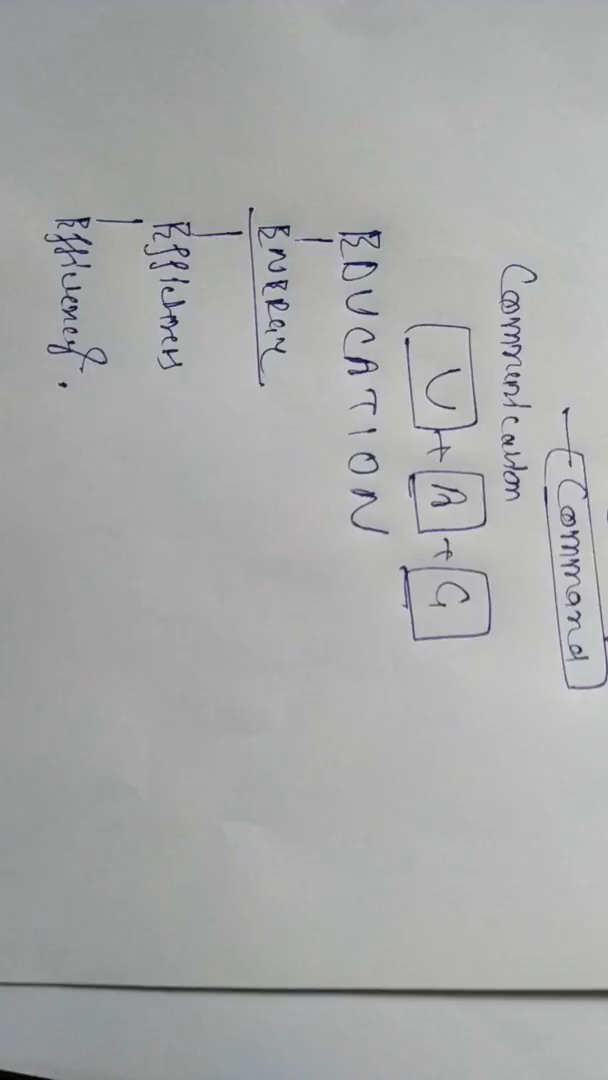 Command
Communication
U + A + G
EDUCATION
ENERGY
Efficiency.